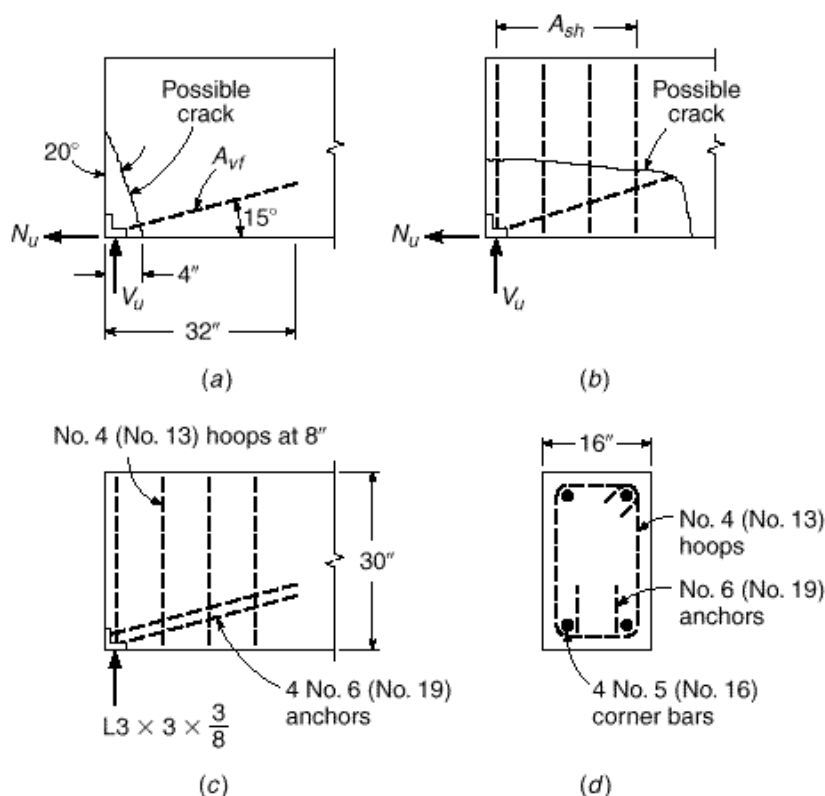 Possible
crack
20°
A_vf
15°
N_u
4″
V_u
32″
(a)
A_sh
Possible
crack
N_u
V_u
(b)
No. 4 (No. 13) hoops at 8″
30″
4 No. 6 (No. 19)
anchors
L3 × 3 × 3/8
(c)
16″
No. 4 (No. 13)
hoops
No. 6 (No. 19)
anchors
4 No. 5 (No. 16)
corner bars
(d)